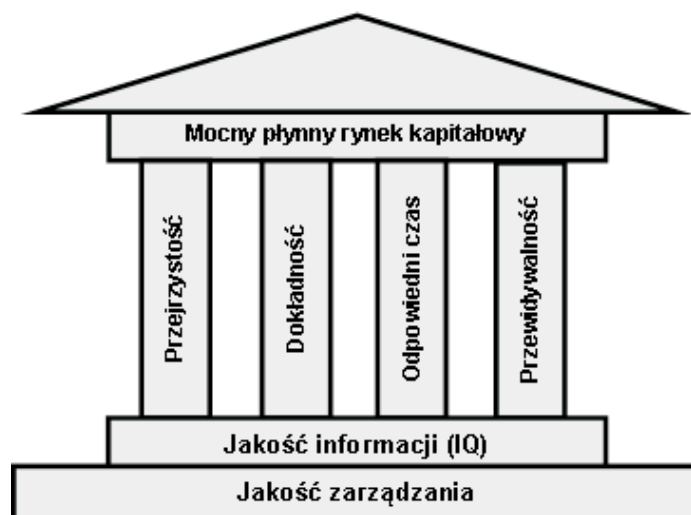 Mocny płynny rynek kapitałowy
Przejrzystość
Dokładność
Odpowiedni czas
Przewidywalność
Jakość informacji (IQ)
Jakość zarządzania